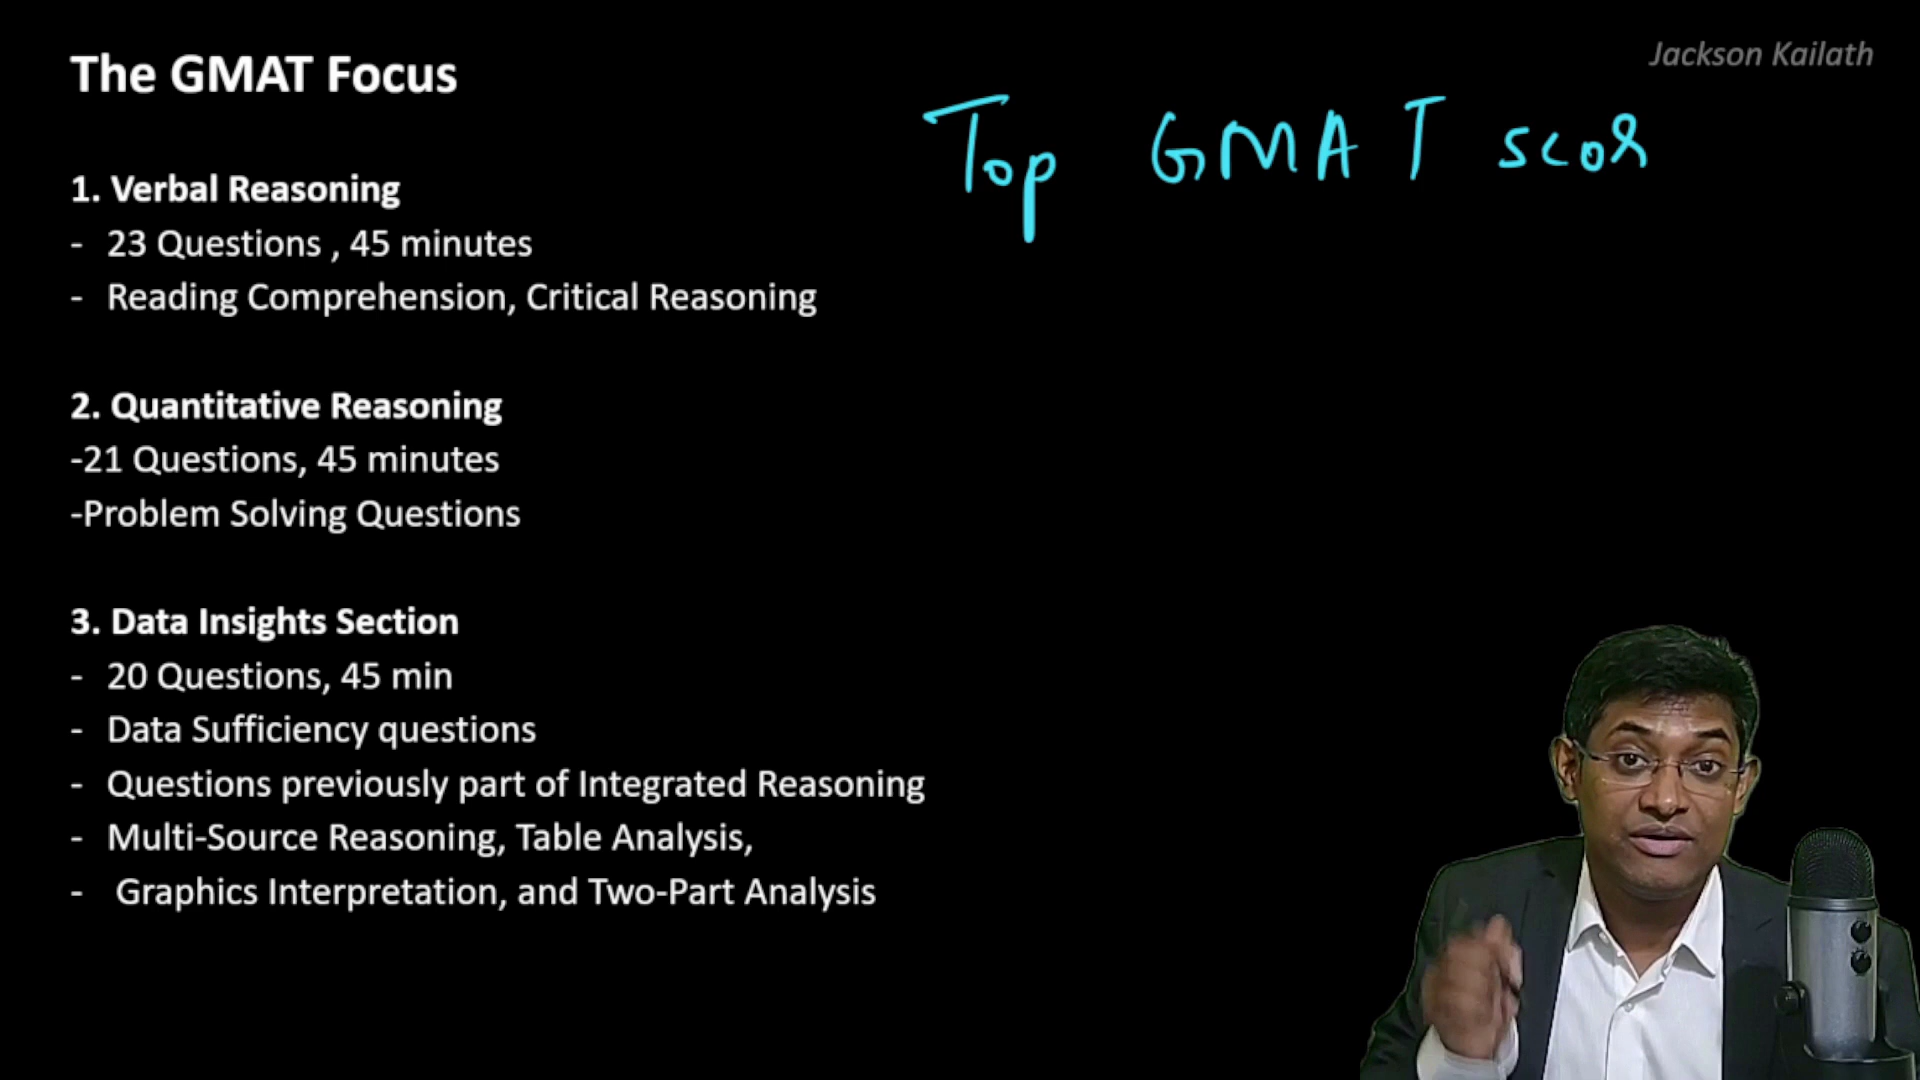 The GMAT Focus
Jackson Kailath
Top GMAT scor
1. Verbal Reasoning
- 23 Questions , 45 minutes
- Reading Comprehension, Critical Reasoning
2. Quantitative Reasoning
-21 Questions, 45 minutes
-Problem Solving Questions
3. Data Insights Section
- 20 Questions, 45 min
- Data Sufficiency questions
- Questions previously part of Integrated Reasoning
- Multi-Source Reasoning, Table Analysis,
- Graphics Interpretation, and Two-Part Analysis